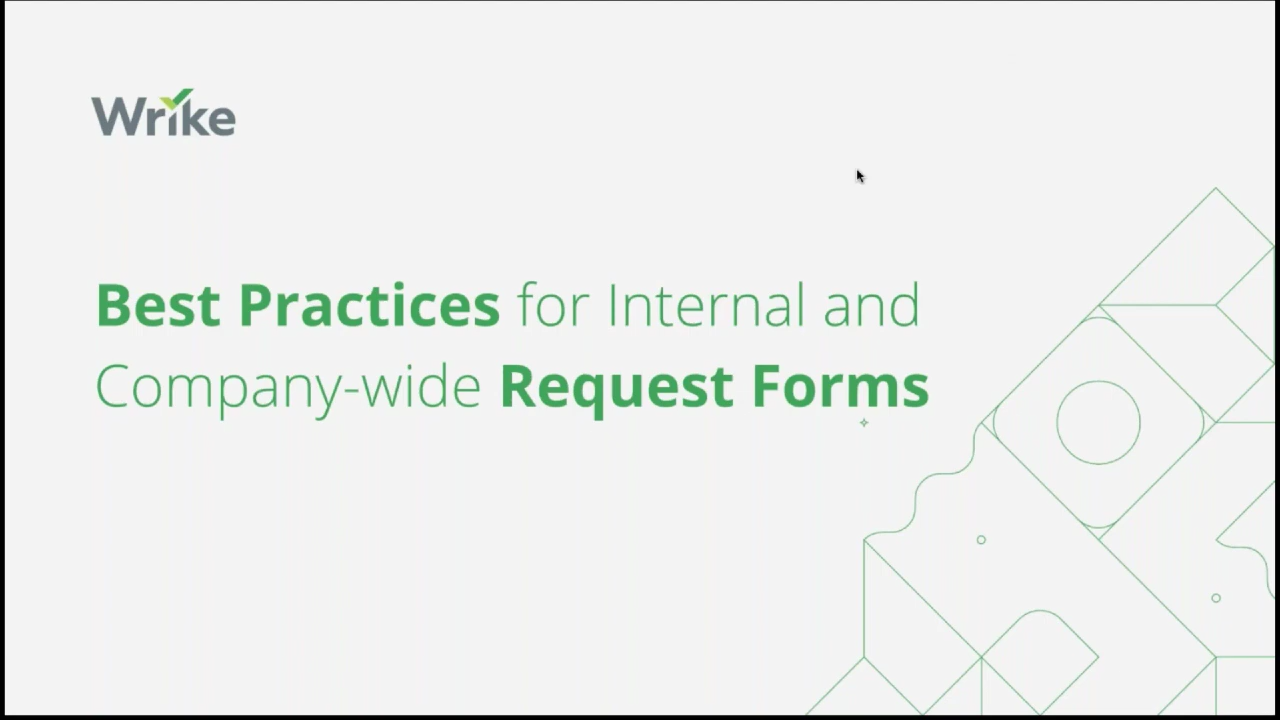 Wrike
Best Practices for Internal and
Company-wide Request Forms